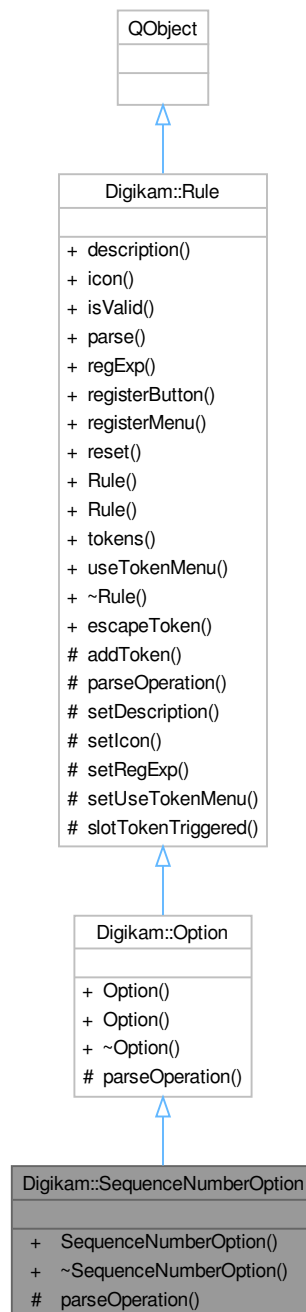 QObject
Digikam::Rule
+ description()
+ icon()
+ isValid()
+ parse()
+ regExp()
+ registerButton()
+ registerMenu()
+ reset()
+ Rule()
+ Rule()
+ tokens()
+ useTokenMenu()
+ ~Rule()
+ escapeToken()
# addToken()
# parseOperation()
# setDescription()
# setIcon()
# setRegExp()
# setUseTokenMenu()
# slotTokenTriggered()
Digikam::Option
+ Option()
+ Option()
+ ~Option()
# parseOperation()
Digikam::SequenceNumberOption
+ SequenceNumberOption()
+ ~SequenceNumberOption()
# parseOperation()